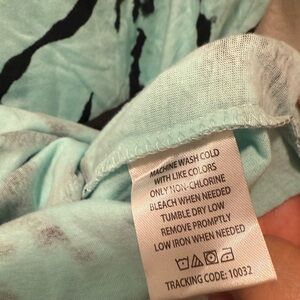 MACHINE WASH COLD
WITH LIKE COLORS
ONLY NON-CHLORINE
BLEACH WHEN NEEDED
TUMBLE DRY LOW
REMOVE PROMPTLY
LOW IRON WHEN NEEDED
TRACKING CODE: 10032